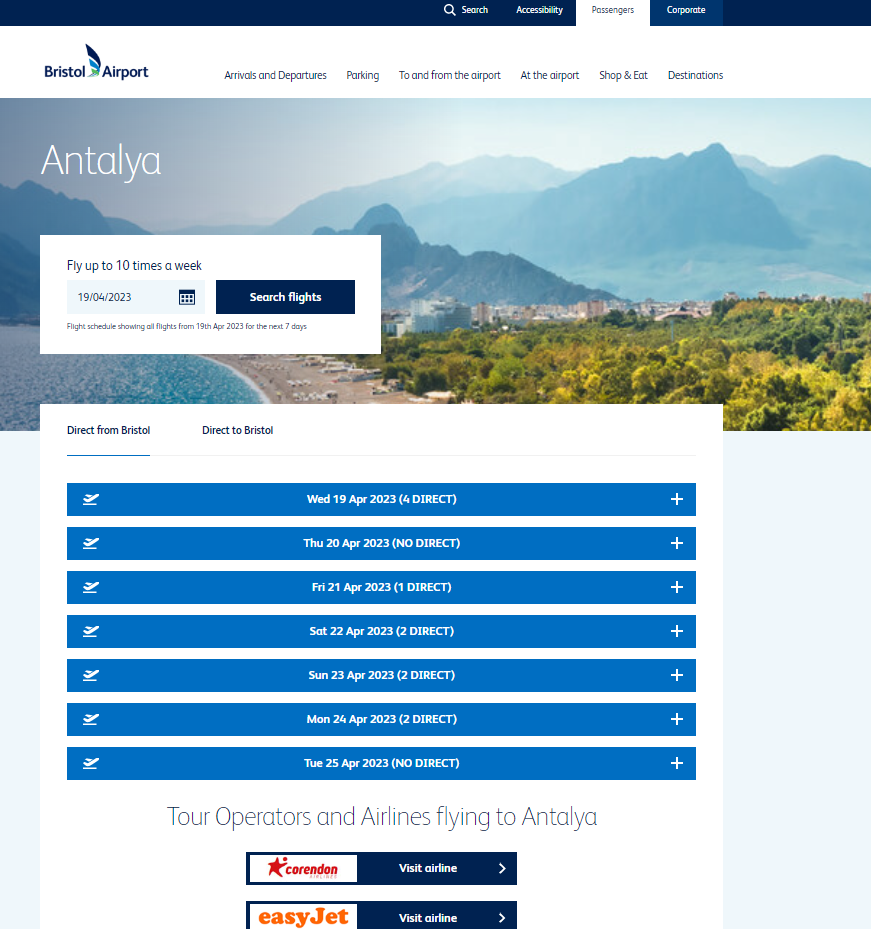 Search Accessibility Passengers Corporate
Bristol Airport
Arrivals and Departures Parking To and from the airport At the airport Shop & Eat Destinations
Antalya
Fly up to 10 times a week
19/04/2023 Search flights
Flight schedule showing all flights from 19th Apr 2023 for the next 7 days
Direct from Bristol Direct to Bristol
Wed 19 Apr 2023 (4 DIRECT)
Thu 20 Apr 2023 (NO DIRECT)
Fri 21 Apr 2023 (1 DIRECT)
Sat 22 Apr 2023 (2 DIRECT)
Sun 23 Apr 2023 (2 DIRECT)
Mon 24 Apr 2023 (2 DIRECT)
Tue 25 Apr 2023 (NO DIRECT)
Tour Operators and Airlines flying to Antalya
corendon Visit airline
AIRLINES
easyJet Visit airline